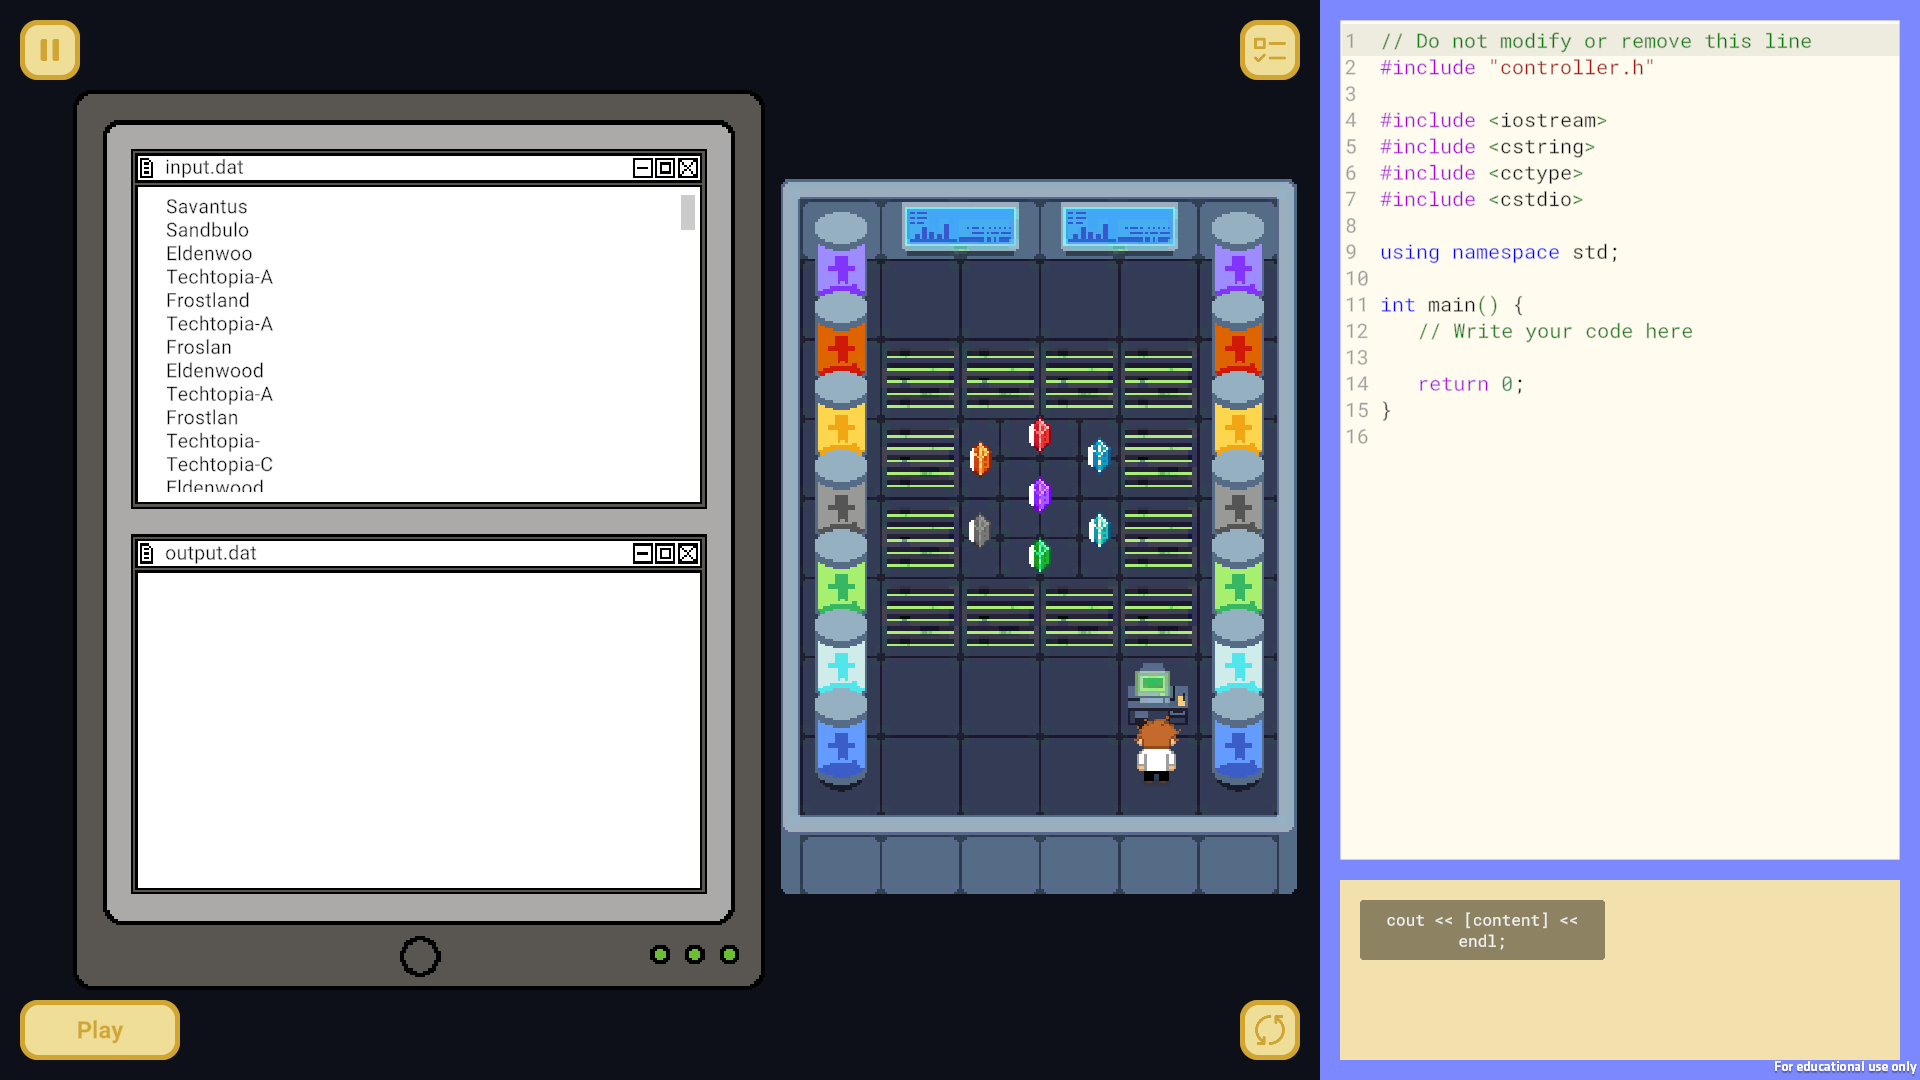 input.dat
Savantus
Sandbulo
Eldenwoo
Techtopia-A
Frostland
Techtopia-A
Froslan
Eldenwood
Techtopia-A
Frostlan
Techtopia-
Techtopia-C
Eldenwood
output.dat
Play
1 // Do not modify or remove this line
2 #include "controller.h"
3
4 #include <iostream>
5 #include <cstring>
6 #include <cctype>
7 #include <cstdio>
8
9 using namespace std;
10
11 int main() {
12 // Write your code here
13
14 return 0;
15 }
16
cout << [content] <<
endl;
For educational use only